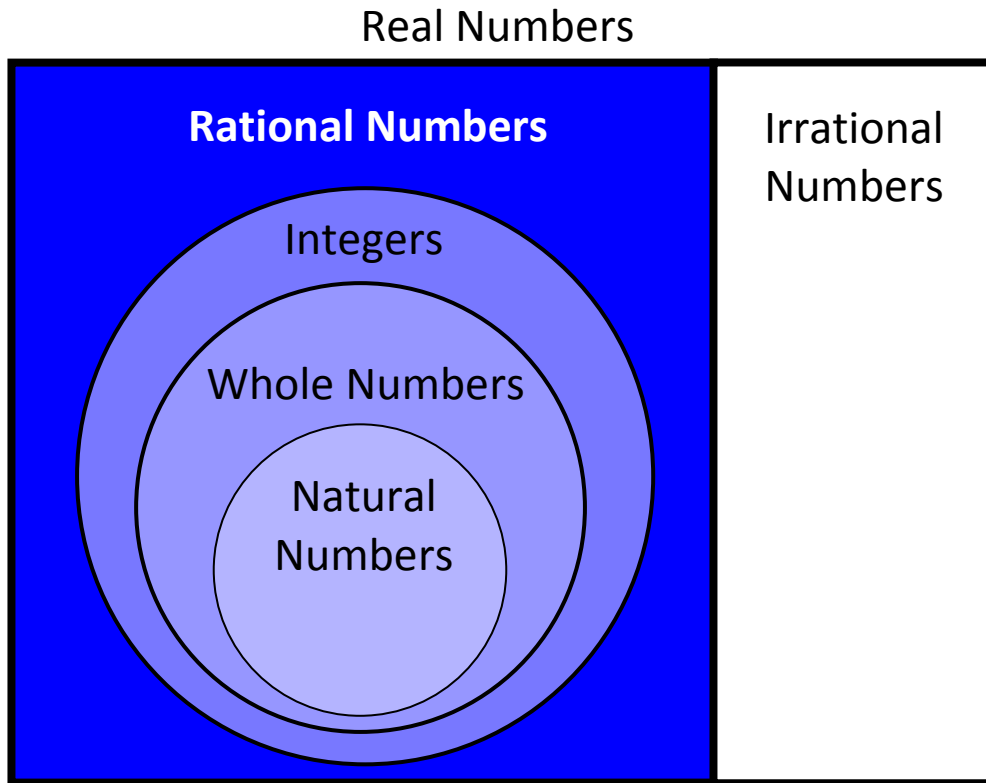 Real Numbers
Rational Numbers
Irrational
Numbers
Integers
Whole Numbers
Natural
Numbers